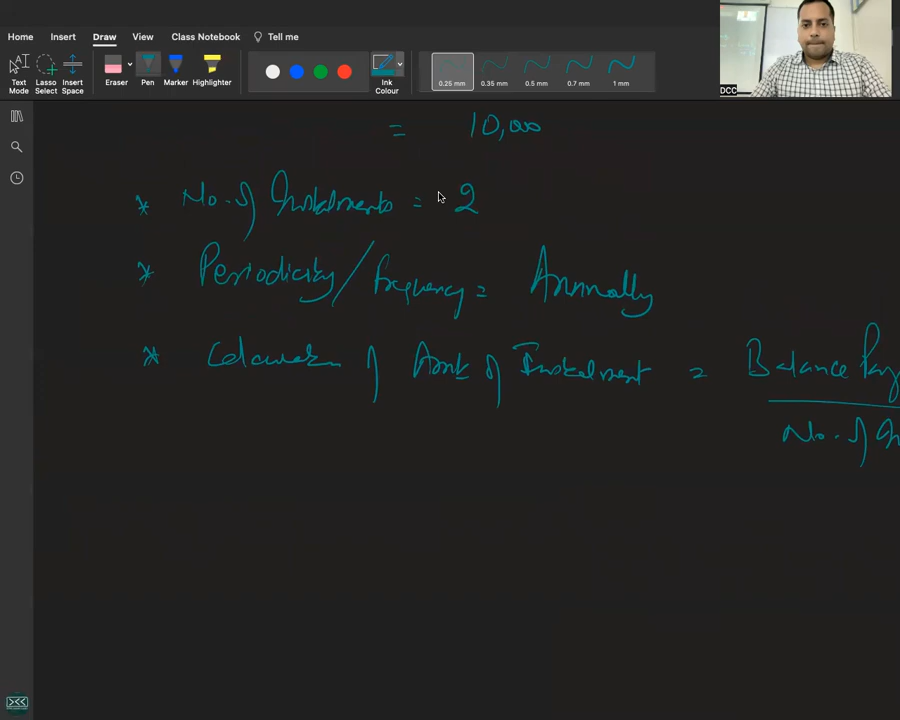 Home Insert Draw View Class Notebook Tell me
Text Mode Lasso Select Insert Space Eraser Pen Marker Highlighter Ink Colour 0.25 mm 0.35 mm 0.5 mm 0.7 mm 1 mm
DCC
= 10,000
* No. of Instalments = 2
* Periodicity/frequency = Annually
* of Amt of Instalment = Balance Pay
No. of In